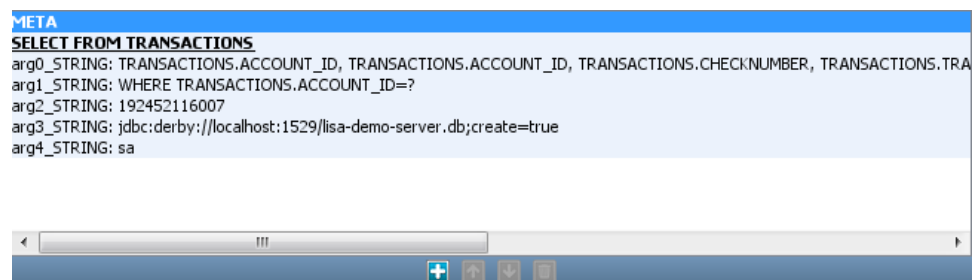 META
SELECT FROM TRANSACTIONS
arg0_STRING: TRANSACTIONS.ACCOUNT_ID, TRANSACTIONS.ACCOUNT_ID, TRANSACTIONS.CHECKNUMBER, TRANSACTIONS.TRA
arg1_STRING: WHERE TRANSACTIONS.ACCOUNT_ID=?
arg2_STRING: 192452116007
arg3_STRING: jdbc:derby://localhost:1529/lisa-demo-server.db;create=true
arg4_STRING: sa